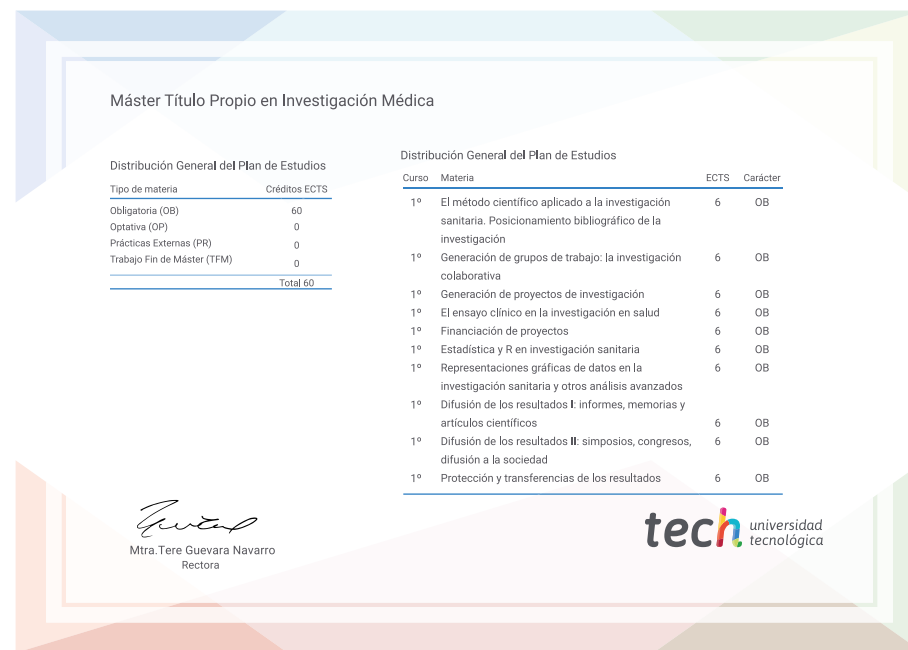 Máster Título Propio en Investigación Médica
Distribución General del Plan de Estudios
Tipo de materia Créditos ECTS
Obligatoria (OB) 60
Optativa (OP) 0
Prácticas Externas (PR) 0
Trabajo Fin de Máster (TFM) 0
Total 60
Distribución General del Plan de Estudios
Curso Materia ECTS Carácter
1º El método científico aplicado a la investigación 6 OB
sanitaria. Posicionamiento bibliográfico de la
investigación
1º Generación de grupos de trabajo: la investigación 6 OB
colaborativa
1º Generación de proyectos de investigación 6 OB
1º El ensayo clínico en la investigación en salud 6 OB
1º Financiación de proyectos 6 OB
1º Estadística y R en investigación sanitaria 6 OB
1º Representaciones gráficas de datos en la 6 OB
investigación sanitaria y otros análisis avanzados
1º Difusión de los resultados I: informes, memorias y
artículos científicos 6 OB
1º Difusión de los resultados II: simposios, congresos, 6 OB
difusión a la sociedad
1º Protección y transferencias de los resultados 6 OB
Mtra.Tere Guevara Navarro
Rectora
tech universidad
tecnológica